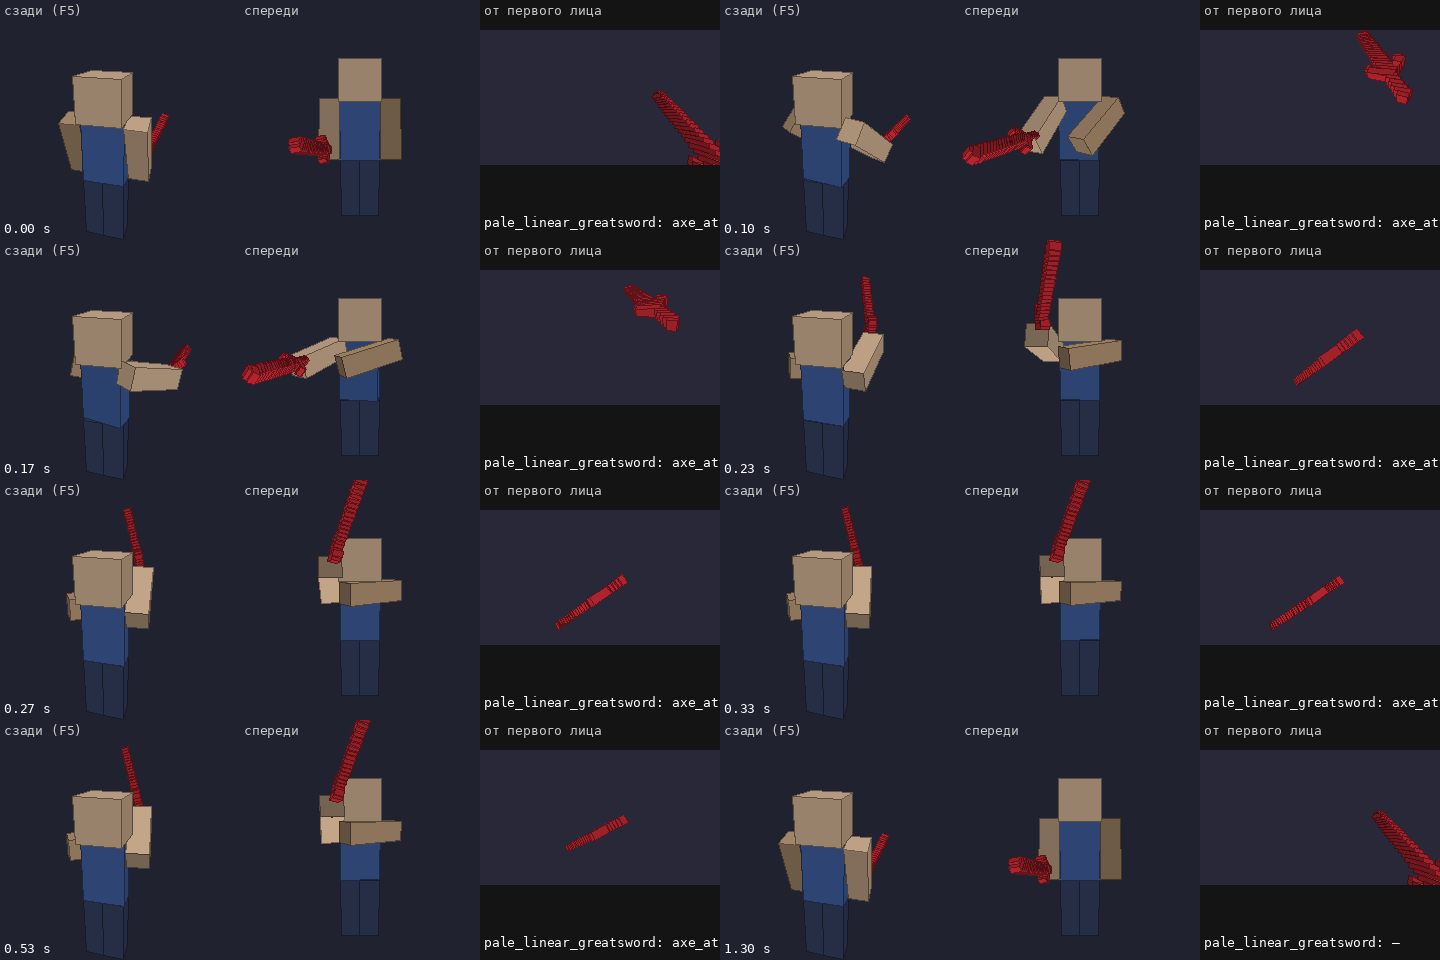 сзади (F5) спереди от первого лица
0.00 s pale_linear_greatsword: axe_at
сзади (F5) спереди от первого лица
0.10 s pale_linear_greatsword: axe_at
сзади (F5) спереди от первого лица
0.17 s pale_linear_greatsword: axe_at
сзади (F5) спереди от первого лица
0.23 s pale_linear_greatsword: axe_at
сзади (F5) спереди от первого лица
0.27 s pale_linear_greatsword: axe_at
сзади (F5) спереди от первого лица
0.33 s pale_linear_greatsword: axe_at
сзади (F5) спереди от первого лица
0.53 s pale_linear_greatsword: axe_at
сзади (F5) спереди от первого лица
1.30 s pale_linear_greatsword: —